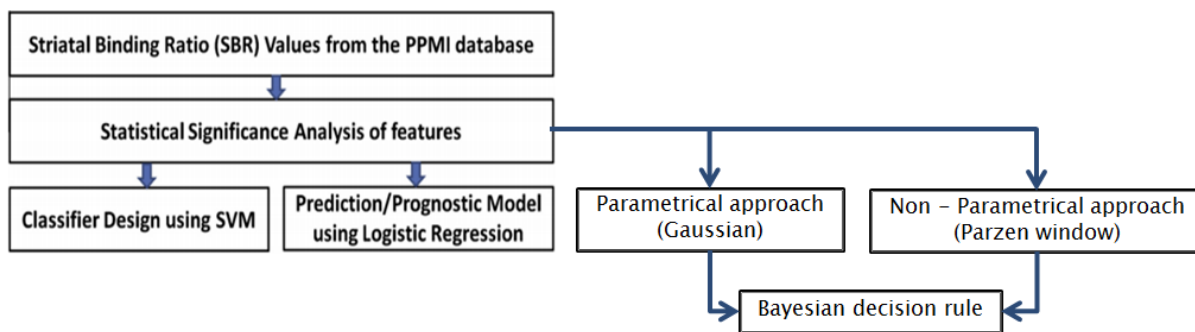 Striatal Binding Ratio (SBR) Values from the PPMI database
Statistical Significance Analysis of features
Classifier Design using SVM
Prediction/Prognostic Model
using Logistic Regression
Parametrical approach
(Gaussian)
Non - Parametrical approach
(Parzen window)
Bayesian decision rule